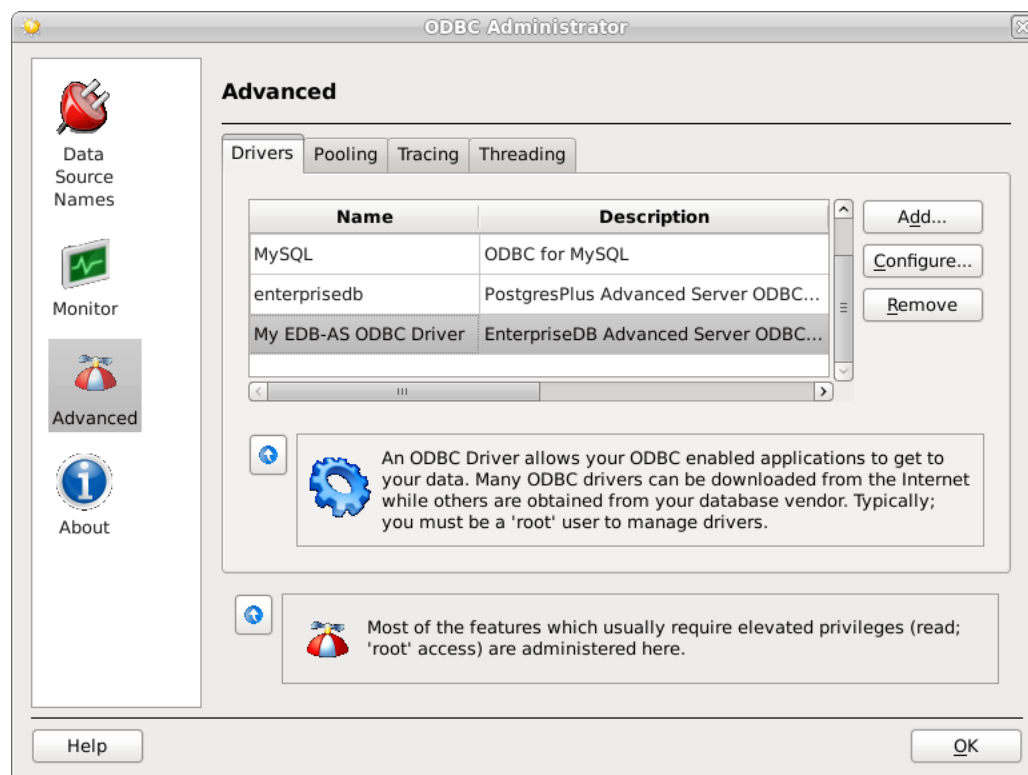 ODBC Administrator
Data
Source
Names
Monitor
Advanced
About
Advanced
Drivers Pooling Tracing Threading
Name Description
MySQL ODBC for MySQL
enterprisedb PostgresPlus Advanced Server ODBC...
My EDB-AS ODBC Driver EnterpriseDB Advanced Server ODBC...
Add...
Configure...
Remove
An ODBC Driver allows your ODBC enabled applications to get to
your data. Many ODBC drivers can be downloaded from the Internet
while others are obtained from your database vendor. Typically;
you must be a 'root' user to manage drivers.
Most of the features which usually require elevated privileges (read;
'root' access) are administered here.
Help OK